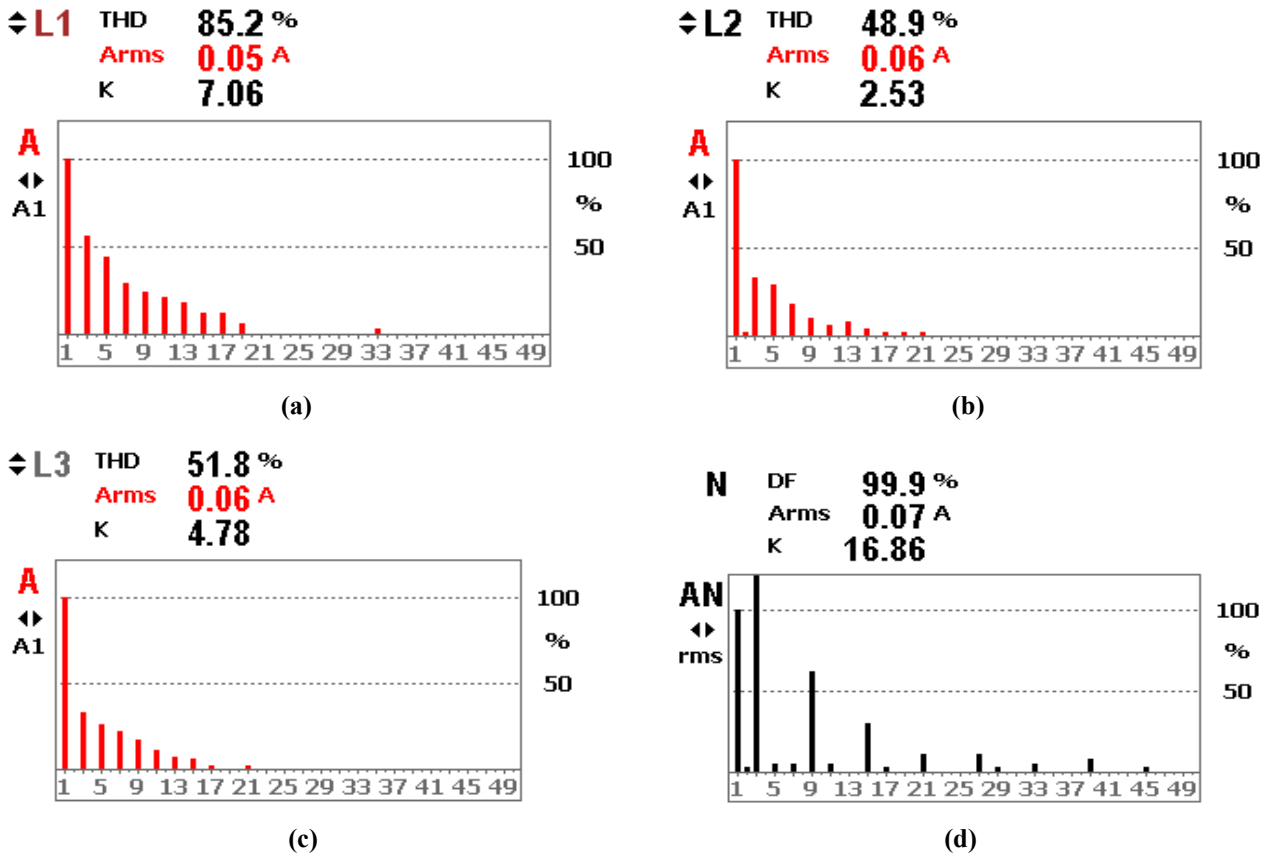 L1 THD 85.2 %
Arms 0.05 A
K 7.06
A
A1
100
%
50
1 5 9 13 17 21 25 29 33 37 41 45 49
(a)
L2 THD 48.9 %
Arms 0.06 A
K 2.53
A
A1
100
%
50
1 5 9 13 17 21 25 29 33 37 41 45 49
(b)
L3 THD 51.8 %
Arms 0.06 A
K 4.78
A
A1
100
%
50
1 5 9 13 17 21 25 29 33 37 41 45 49
(c)
N DF 99.9 %
Arms 0.07 A
K 16.86
AN
rms
100
%
50
1 5 9 13 17 21 25 29 33 37 41 45 49
(d)